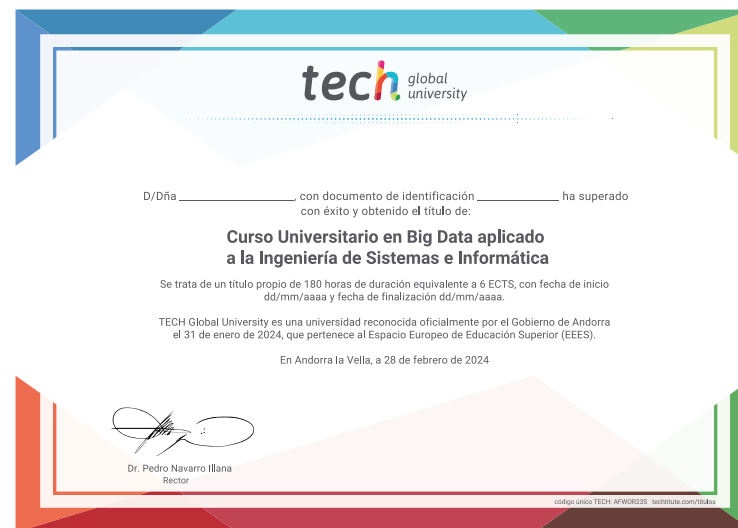 tech global university
D/Dña ____________________, con documento de identificación ______________ ha superado
con éxito y obtenido el título de:
Curso Universitario en Big Data aplicado
a la Ingeniería de Sistemas e Informática
Se trata de un título propio de 180 horas de duración equivalente a 6 ECTS, con fecha de inicio
dd/mm/aaaa y fecha de finalización dd/mm/aaaa.
TECH Global University es una universidad reconocida oficialmente por el Gobierno de Andorra
el 31 de enero de 2024, que pertenece al Espacio Europeo de Educación Superior (EEES).
En Andorra la Vella, a 28 de febrero de 2024
Dr. Pedro Navarro Illana
Rector
código único TECH: AFWOR23S techtitute.com/titulos